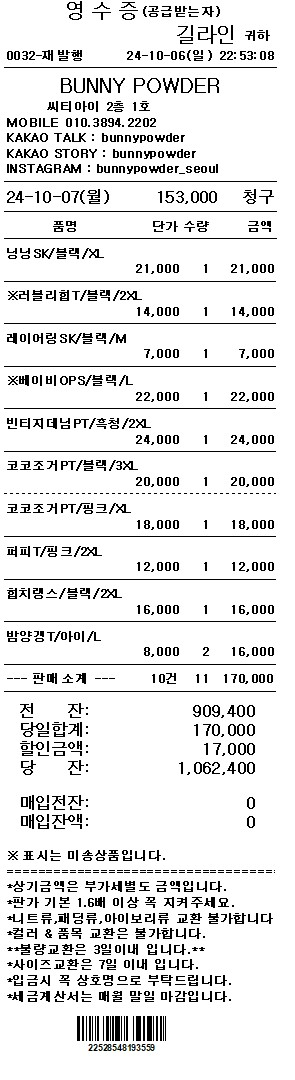 영 수 증(공급받는자)
길라인 귀하
0032-재 발행 24-10-06(일) 22:53:08
BUNNY POWDER
씨티아이 2층 1호
MOBILE 010.3894.2202
KAKAO TALK : bunnypowder
KAKAO STORY : bunnypowder
INSTAGRAM : bunnypowder_seoul
24-10-07(월) 153,000 청구
품명 단가 수량 금액
닝닝SK/블랙/XL
21,000 1 21,000
※러블리험T/블랙/2XL
14,000 1 14,000
레이어링SK/블랙/M
7,000 1 7,000
※베이비OPS/블랙/L
22,000 1 22,000
빈티지데님PT/흑청/2XL
24,000 1 24,000
코코조거PT/블랙/3XL
20,000 1 20,000
코코조거PT/핑크/XL
18,000 1 18,000
퍼피T/핑크/2XL
12,000 1 12,000
힙치랭스/블랙/2XL
16,000 1 16,000
밤양갱T/아이/L
8,000 2 16,000
--- 판매 소계 --- 10건 11 170,000
전 잔: 909,400
당일합계: 170,000
할인금액: 17,000
당 잔: 1,062,400
매입전잔: 0
매입잔액: 0
※ 표시는 미송상품입니다.
======================================
*상기금액은 부가세별도 금액입니다.
*판가 기본 1.6배 이상 꼭 지켜주세요.
*니트류,패딩류,아이보리류 교환 불가합니다
*컬러 & 품목 교환은 불가합니다.
**불량교환은 3일이내 입니다.**
*사이즈교환은 7일 이내 입니다.
*입금시 꼭 상호명으로 부탁드립니다.
*세금계산서는 매월 말일 마감입니다.
22528548193559